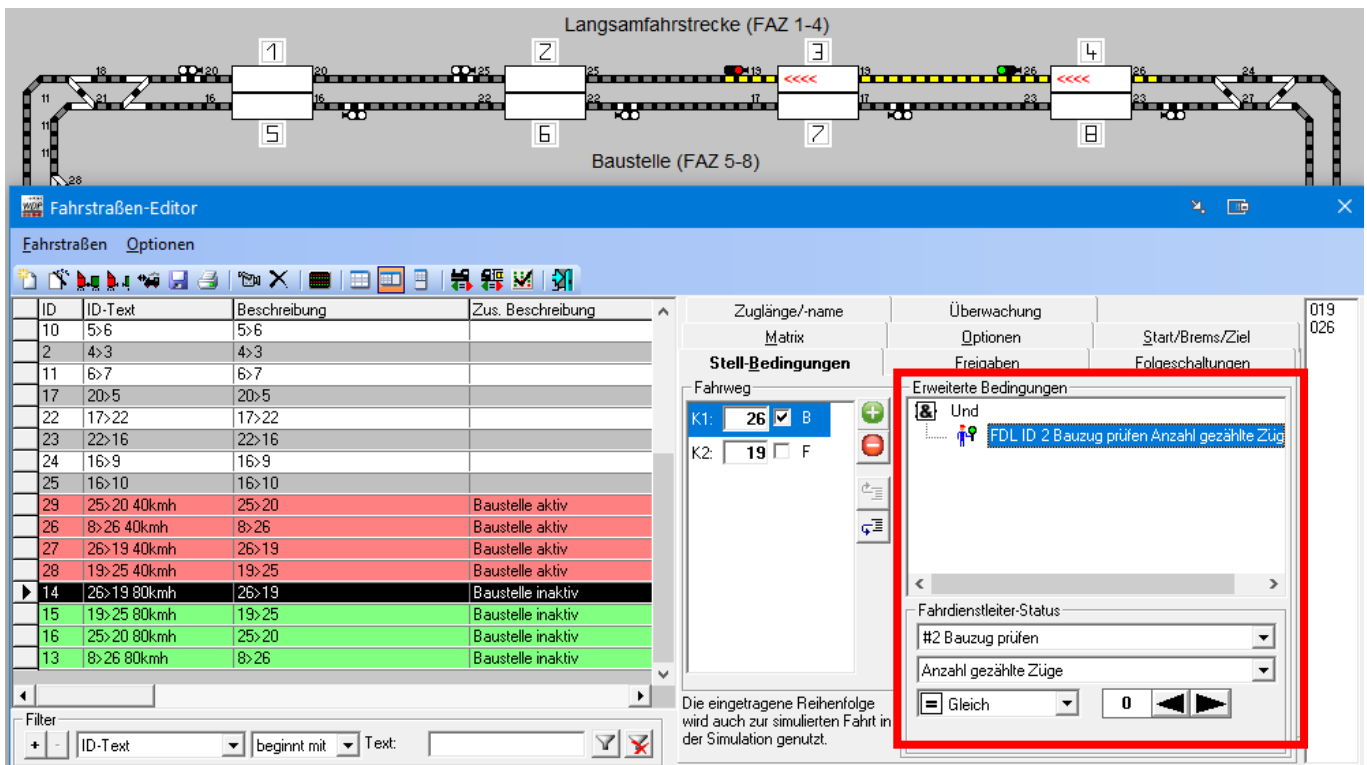 Langsamfahrstrecke (FAZ 1-4)
1 2 3 4
18 20 20 25 25 19 19 26 26 24
<<<< <<<<
11 21 16 16 22 22 17 17 23 23 27
11
5 6 7 8
11
Baustelle (FAZ 5-8)
28
WDP Fahrstraßen-Editor
Fahrstraßen Optionen
ID ID-Text Beschreibung Zus. Beschreibung
10 5>6 5>6
2 4>3 4>3
11 6>7 6>7
17 20>5 20>5
22 17>22 17>22
23 22>16 22>16
24 16>9 16>9
25 16>10 16>10
29 25>20 40kmh 25>20 Baustelle aktiv
26 8>26 40kmh 8>26 Baustelle aktiv
27 26>19 40kmh 26>19 Baustelle aktiv
28 19>25 40kmh 19>25 Baustelle aktiv
14 26>19 80kmh 26>19 Baustelle inaktiv
15 19>25 80kmh 19>25 Baustelle inaktiv
16 25>20 80kmh 25>20 Baustelle inaktiv
13 8>26 80kmh 8>26 Baustelle inaktiv
Filter
+ - ID-Text beginnt mit Text:
Zuglänge/-name Überwachung
Matrix Optionen Start/Brems/Ziel
Stell-Bedingungen Freigaben Folgeschaltungen
Fahrweg
K1: 26 B
K2: 19 F
Die eingetragene Reihenfolge
wird auch zur simulierten Fahrt in
der Simulation genutzt.
Erweiterte Bedingungen
& Und
FDL ID 2 Bauzug prüfen Anzahl gezählte Züg
Fahrdienstleiter-Status
#2 Bauzug prüfen
Anzahl gezählte Züge
= Gleich 0
019
026